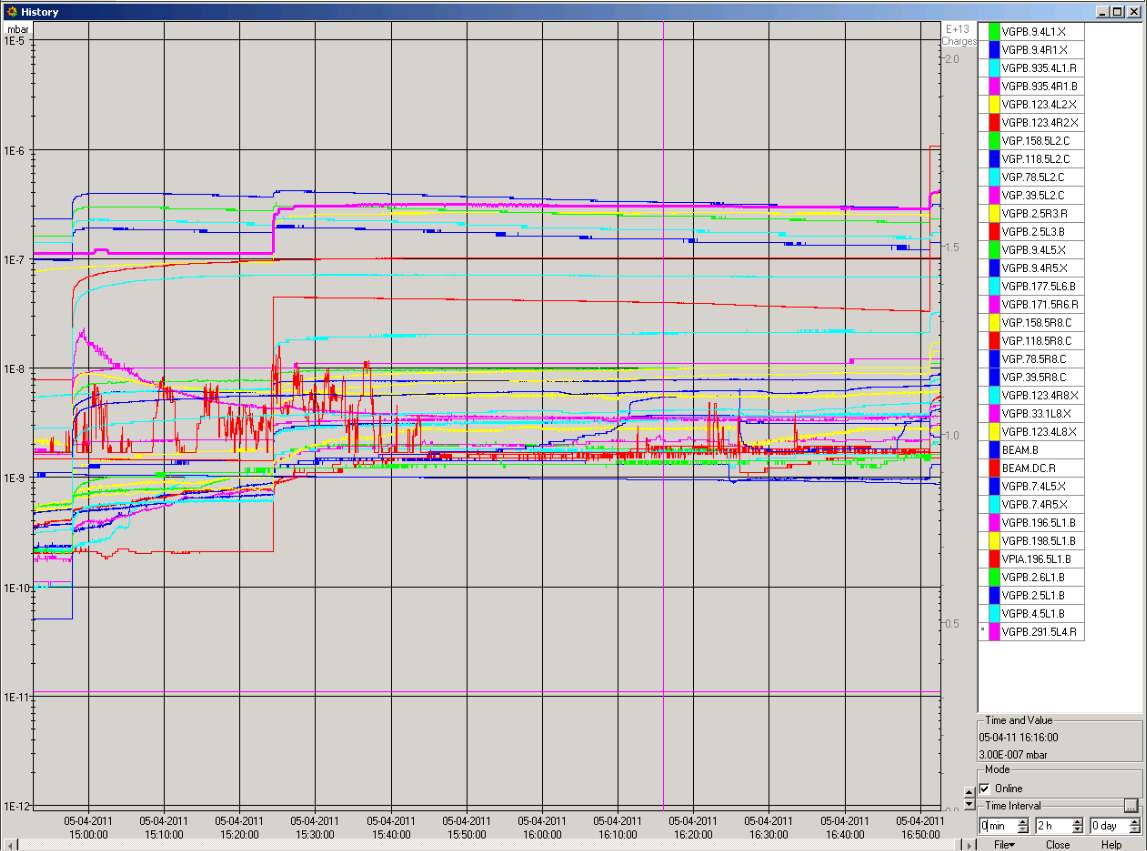 History
mbar
1E-5
1E-6
1E-7
1E-8
1E-9
1E-10
1E-11
1E-12
E+13
Charges
2.0
1.5
1.0
0.5
0.0
05-04-2011 05-04-2011 05-04-2011 05-04-2011 05-04-2011 05-04-2011 05-04-2011 05-04-2011 05-04-2011 05-04-2011 05-04-2011 05-04-2011
15:00:00 15:10:00 15:20:00 15:30:00 15:40:00 15:50:00 16:00:00 16:10:00 16:20:00 16:30:00 16:40:00 16:50:00
VGPB.9.4L1.X
VGPB.9.4R1.X
VGPB.935.4L1.R
VGPB.935.4R1.B
VGPB.123.4L2.X
VGPB.123.4R2.X
VGP.158.5L2.C
VGP.118.5L2.C
VGP.78.5L2.C
VGP.39.5L2.C
VGPB.2.5R3.R
VGPB.2.5L3.B
VGPB.9.4L5.X
VGPB.9.4R5.X
VGPB.177.5L6.B
VGPB.171.5R6.R
VGP.158.5R8.C
VGP.118.5R8.C
VGP.78.5R8.C
VGP.39.5R8.C
VGPB.123.4R8.X
VGPB.33.1L8.X
VGPB.123.4L8.X
BEAM.B
BEAM.DC.R
VGPB.7.4L5.X
VGPB.7.4R5.X
VGPB.196.5L1.B
VGPB.198.5L1.B
VPIA.196.5L1.B
VGPB.2.6L1.B
VGPB.2.5L1.B
VGPB.4.5L1.B
* VGPB.291.5L4.R
Time and Value
05-04-11 16:16:00
3.00E-007 mbar
Mode
Online
Time Interval
...
0 min 2 h 0 day
File Close Help